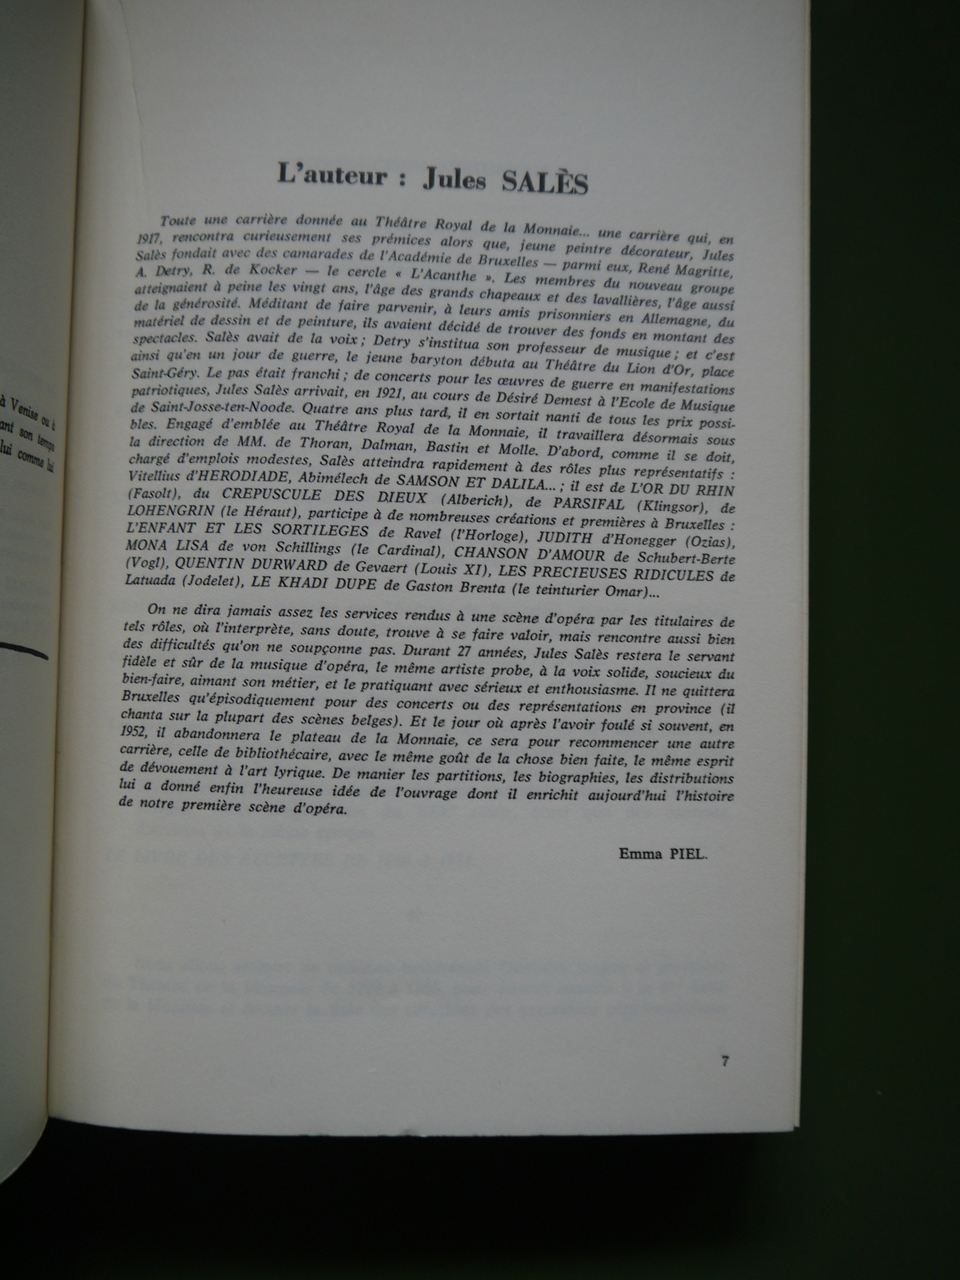 à Venise ou à
ant son temps
lui comme lui
L'auteur : Jules SALÈS
Toute une carrière donnée au Théâtre Royal de la Monnaie... une carrière qui, en
1917, rencontra curieusement ses prémices alors que, jeune peintre décorateur, Jules
Salès fondait avec des camarades de l'Académie de Bruxelles — parmi eux, René Magritte,
A. Detry, R. de Kocker — le cercle « L'Acanthe ». Les membres du nouveau groupe
atteignaient à peine les vingt ans, l'âge des grands chapeaux et des lavallières, l'âge aussi
de la générosité. Méditant de faire parvenir, à leurs amis prisonniers en Allemagne, du
matériel de dessin et de peinture, ils avaient décidé de trouver des fonds en montant des
spectacles. Salès avait de la voix ; Detry s'institua son professeur de musique ; et c'est
ainsi qu'en un jour de guerre, le jeune baryton débuta au Théâtre du Lion d'Or, place
Saint-Géry. Le pas était franchi ; de concerts pour les œuvres de guerre en manifestations
patriotiques, Jules Salès arrivait, en 1921, au cours de Désiré Demest à l'Ecole de Musique
de Saint-Josse-ten-Noode. Quatre ans plus tard, il en sortait nanti de tous les prix possi-
bles. Engagé d'emblée au Théâtre Royal de la Monnaie, il travaillera désormais sous
la direction de MM. de Thoran, Dalman, Bastin et Molle. D'abord, comme il se doit,
chargé d'emplois modestes, Salès atteindra rapidement à des rôles plus représentatifs :
Vitellius d'HERODIADE, Abimélech de SAMSON ET DALILA... ; il est de L'OR DU RHIN
(Fasolt), du CREPUSCULE DES DIEUX (Alberich), de PARSIFAL (Klingsor), de
LOHENGRIN (le Héraut), participe à de nombreuses créations et premières à Bruxelles :
L'ENFANT ET LES SORTILEGES de Ravel (l'Horloge), JUDITH d'Honegger (Ozias),
MONA LISA de von Schillings (le Cardinal), CHANSON D'AMOUR de Schubert-Berte
(Vogl), QUENTIN DURWARD de Gevaert (Louis XI), LES PRECIEUSES RIDICULES de
Latuada (Jodelet), LE KHADI DUPE de Gaston Brenta (le teinturier Omar)...
On ne dira jamais assez les services rendus à une scène d'opéra par les titulaires de
tels rôles, où l'interprète, sans doute, trouve à se faire valoir, mais rencontre aussi bien
des difficultés qu'on ne soupçonne pas. Durant 27 années, Jules Salès restera le servant
fidèle et sûr de la musique d'opéra, le même artiste probe, à la voix solide, soucieux du
bien-faire, aimant son métier, et le pratiquant avec sérieux et enthousiasme. Il ne quittera
Bruxelles qu'épisodiquement pour des concerts ou des représentations en province (il
chanta sur la plupart des scènes belges). Et le jour où après l'avoir foulé si souvent, en
1952, il abandonnera le plateau de la Monnaie, ce sera pour recommencer une autre
carrière, celle de bibliothécaire, avec le même goût de la chose bien faite, le même esprit
de dévouement à l'art lyrique. De manier les partitions, les biographies, les distributions
lui a donné enfin l'heureuse idée de l'ouvrage dont il enrichit aujourd'hui l'histoire
de notre première scène d'opéra.
Emma PIEL.
7